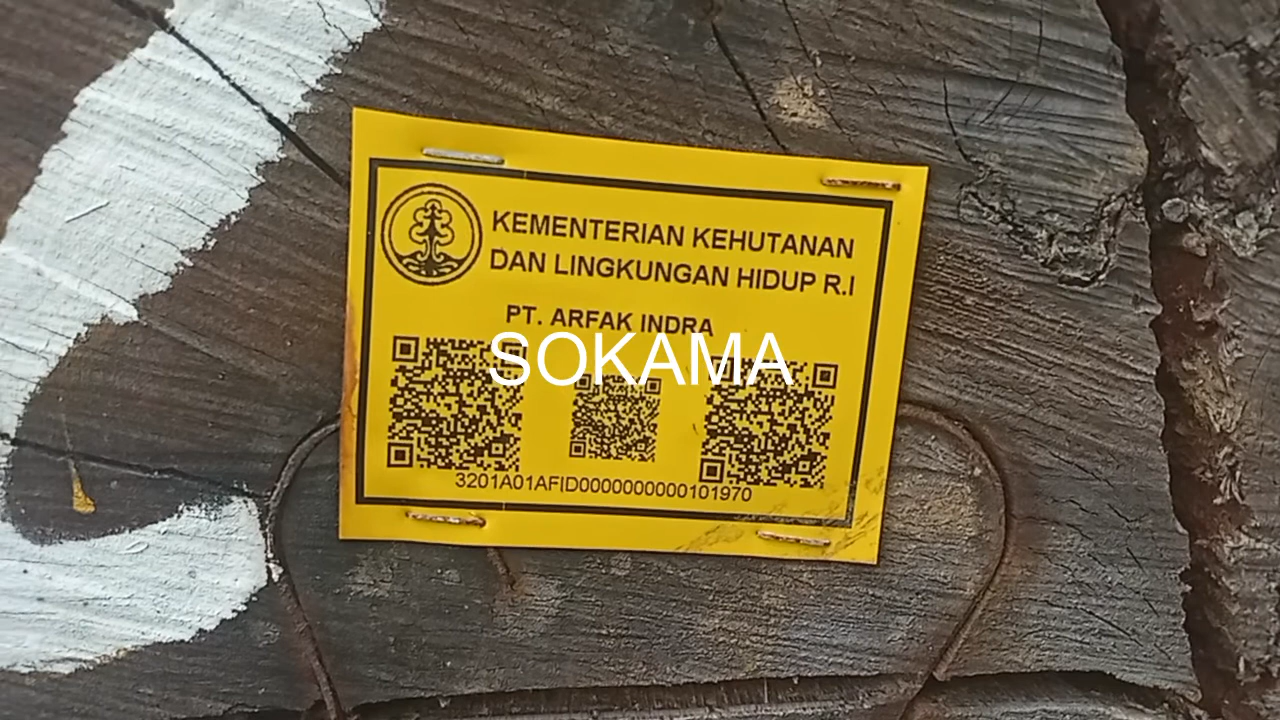 KEMENTERIAN KEHUTANAN
DAN LINGKUNGAN HIDUP R.I
PT. ARFAK INDRA
SOKAMA
3201A01AFID0000000000101970